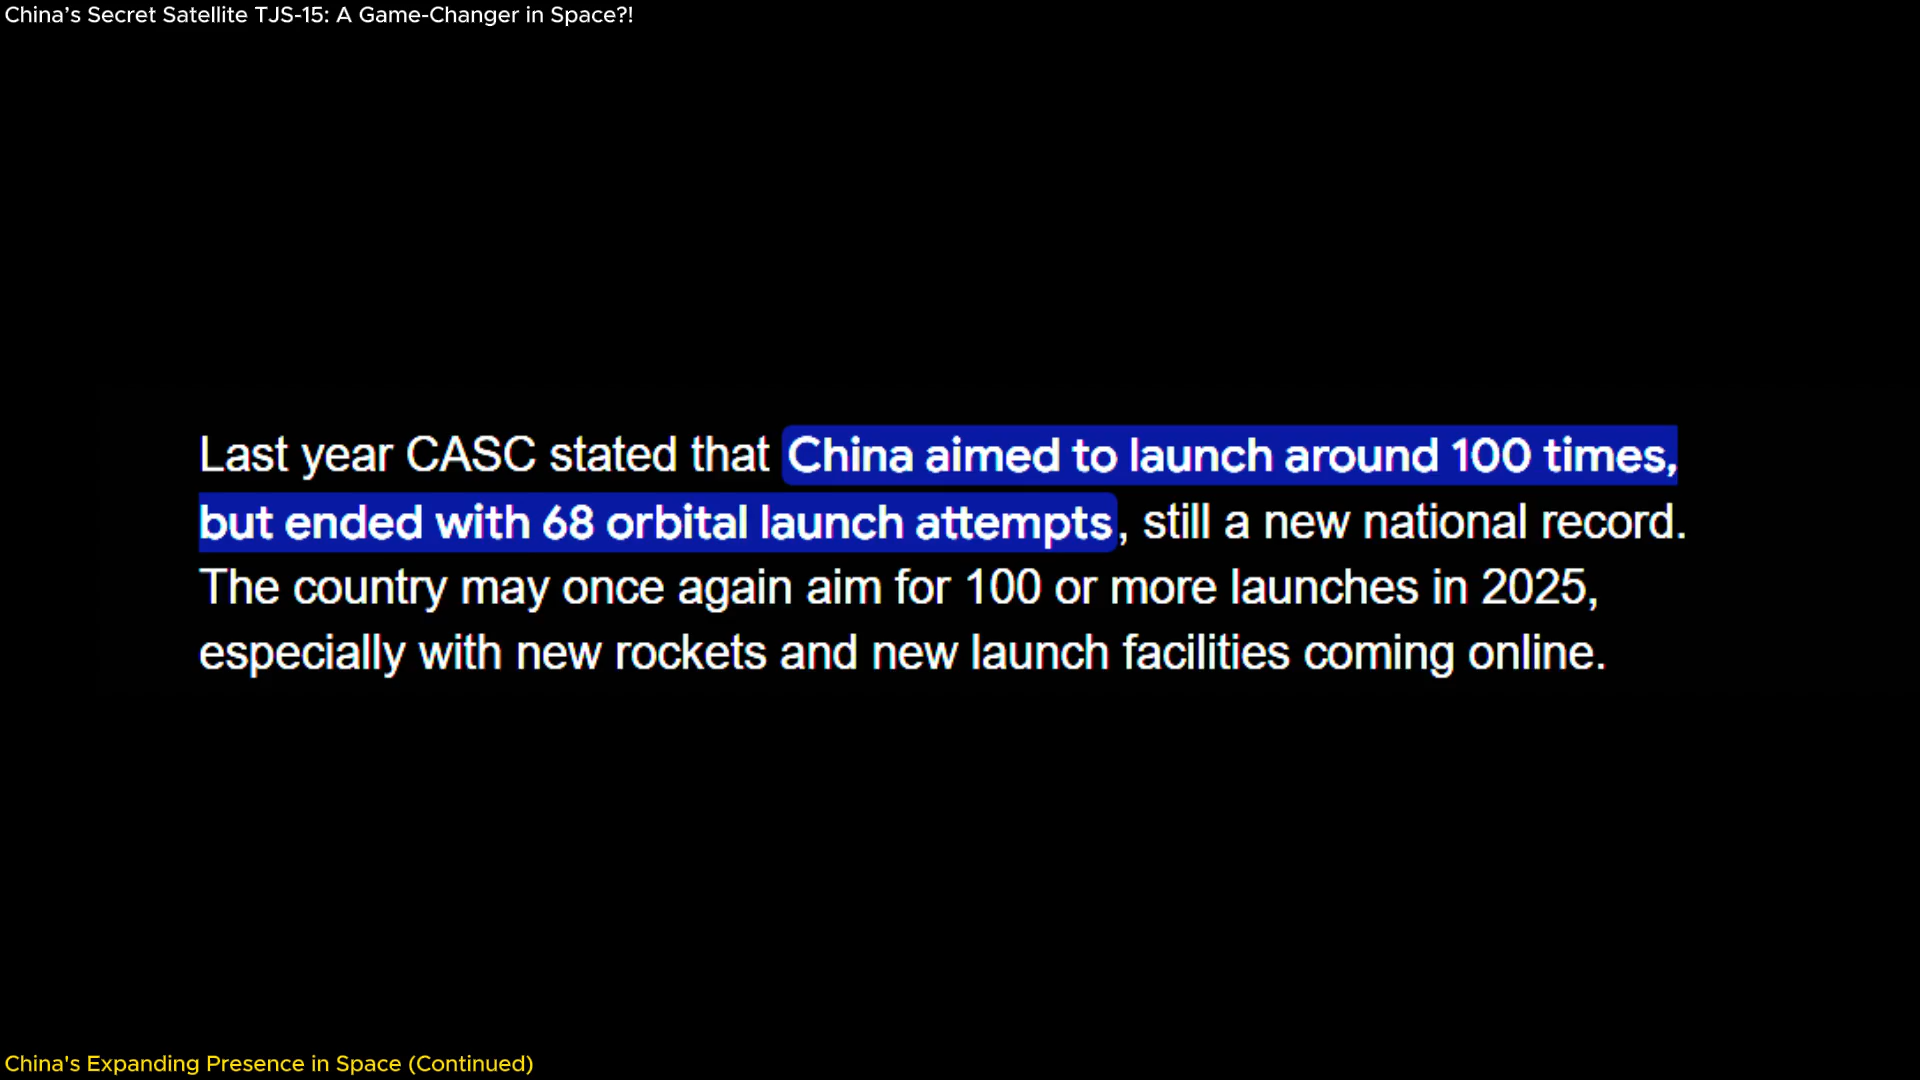 China’s Secret Satellite TJS-15: A Game-Changer in Space?!
Last year CASC stated that China aimed to launch around 100 times,
but ended with 68 orbital launch attempts, still a new national record.
The country may once again aim for 100 or more launches in 2025,
especially with new rockets and new launch facilities coming online.
China's Expanding Presence in Space (Continued)